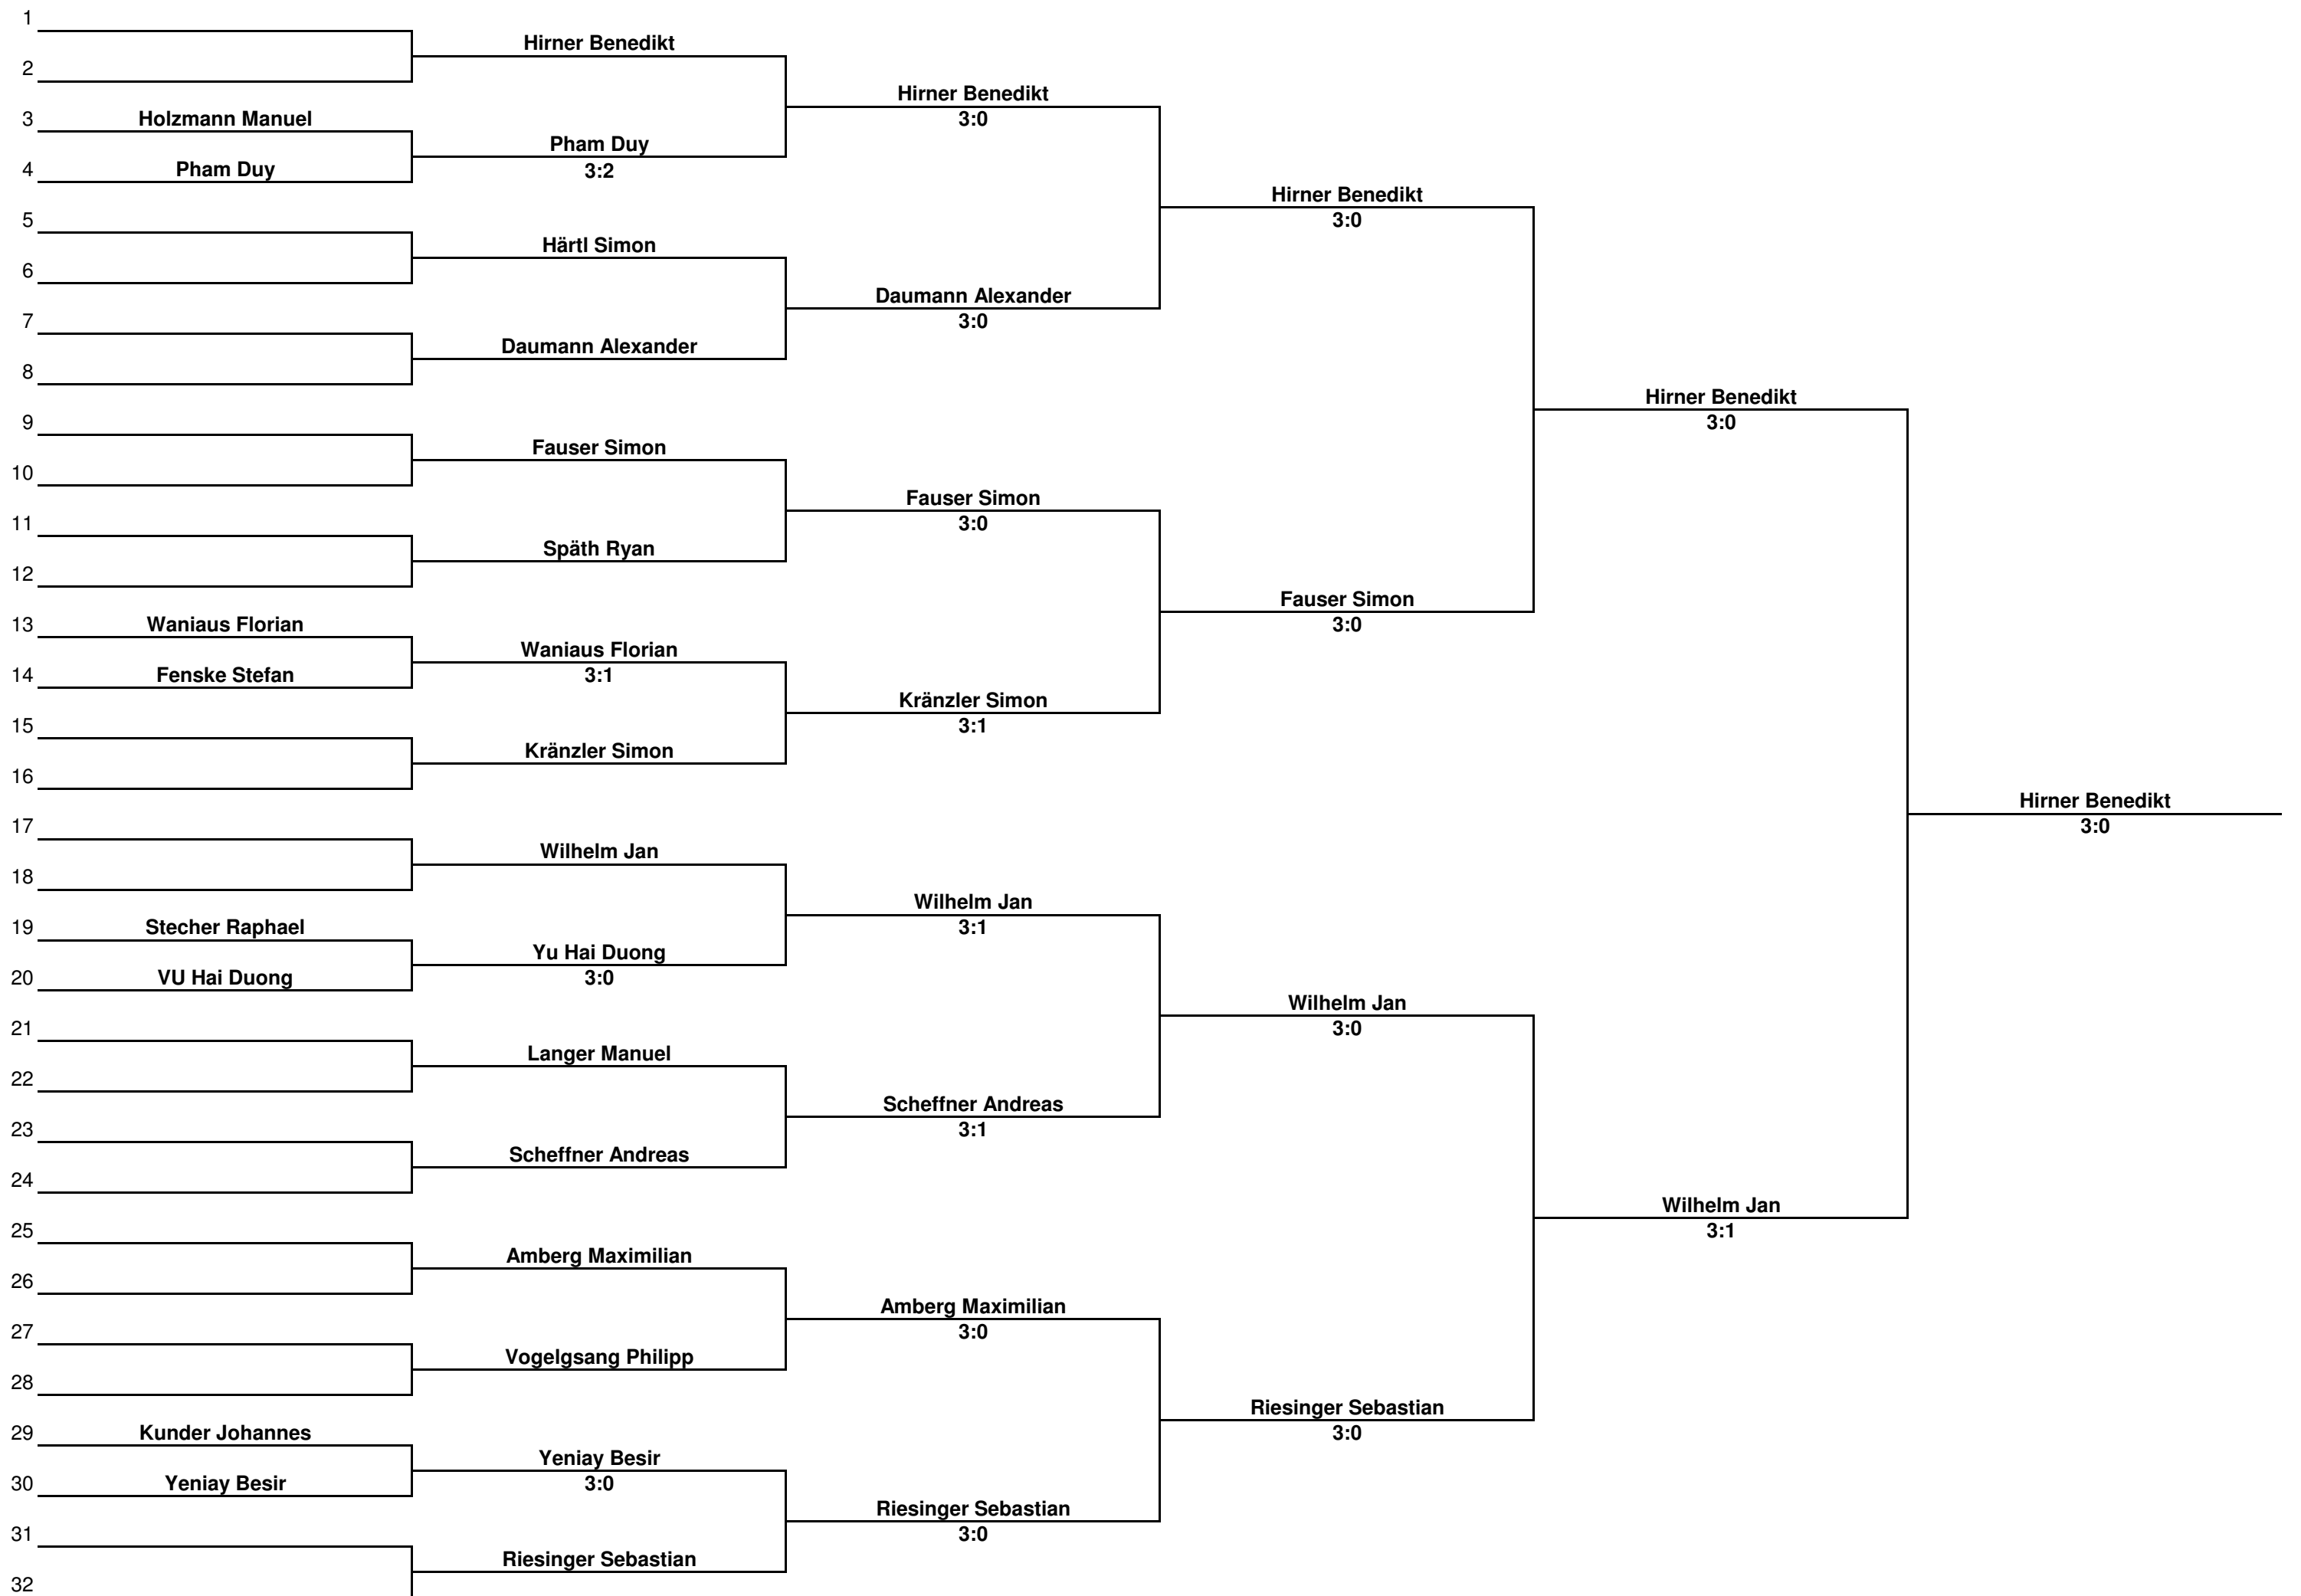 1
Hirner Benedikt
2
Hirner Benedikt
3 Holzmann Manuel
3:0
Pham Duy
4 Pham Duy
3:2
Hirner Benedikt
5
3:0
Härtl Simon
6
Daumann Alexander
7
3:0
Daumann Alexander
8
Hirner Benedikt
9
3:0
Fauser Simon
10
Fauser Simon
11
3:0
Späth Ryan
12
Fauser Simon
13 Waniaus Florian
3:0
Waniaus Florian
14 Fenske Stefan
3:1
Kränzler Simon
15
3:1
Kränzler Simon
16
Hirner Benedikt
17
3:0
Wilhelm Jan
18
Wilhelm Jan
19 Stecher Raphael
3:1
Yu Hai Duong
20 VU Hai Duong
3:0
Wilhelm Jan
21
3:0
Langer Manuel
22
Scheffner Andreas
23
3:1
Scheffner Andreas
24
Wilhelm Jan
25
3:1
Amberg Maximilian
26
Amberg Maximilian
27
3:0
Vogelgsang Philipp
28
Riesinger Sebastian
29 Kunder Johannes
3:0
Yeniay Besir
30 Yeniay Besir
3:0
Riesinger Sebastian
31
3:0
Riesinger Sebastian
32